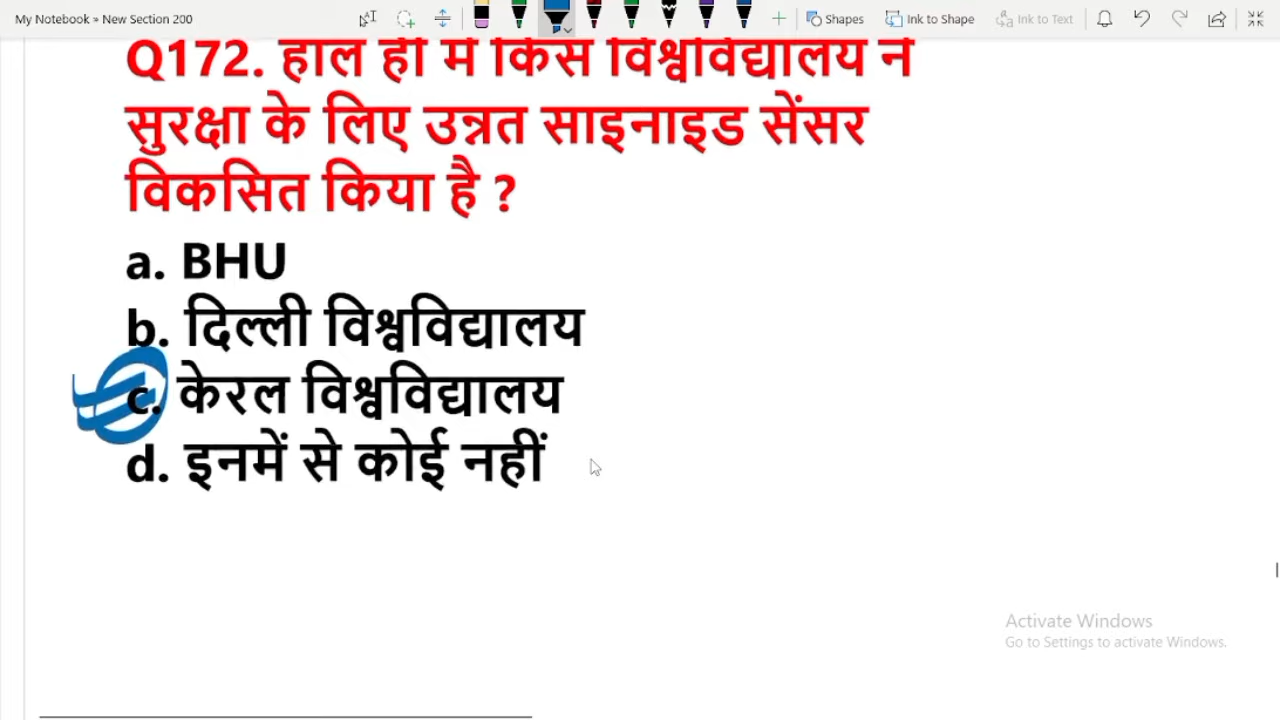 My Notebook » New Section 200
Shapes
Ink to Shape
Ink to Text
Q172. हाल ही में किस विश्वविद्यालय ने
सुरक्षा के लिए उन्नत साइनाइड सेंसर
विकसित किया है ?
a. BHU
b. दिल्ली विश्वविद्यालय
c. केरल विश्वविद्यालय
d. इनमें से कोई नहीं
Activate Windows
Go to Settings to activate Windows.